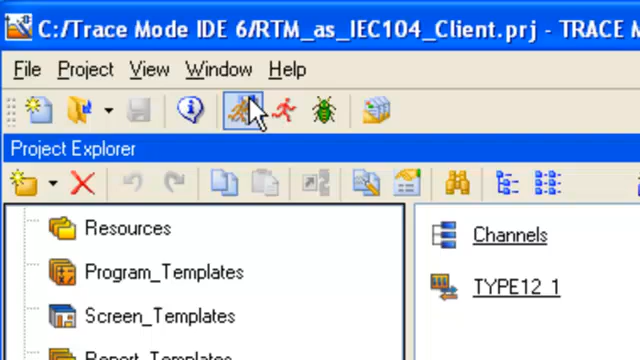 C:/Trace Mode IDE 6/RTM_as_IEC104_Client.prj - TRACE
File Project View Window Help
Project Explorer
Resources
Channels
Program_Templates
TYPE12_1
Screen_Templates
Report_Templates